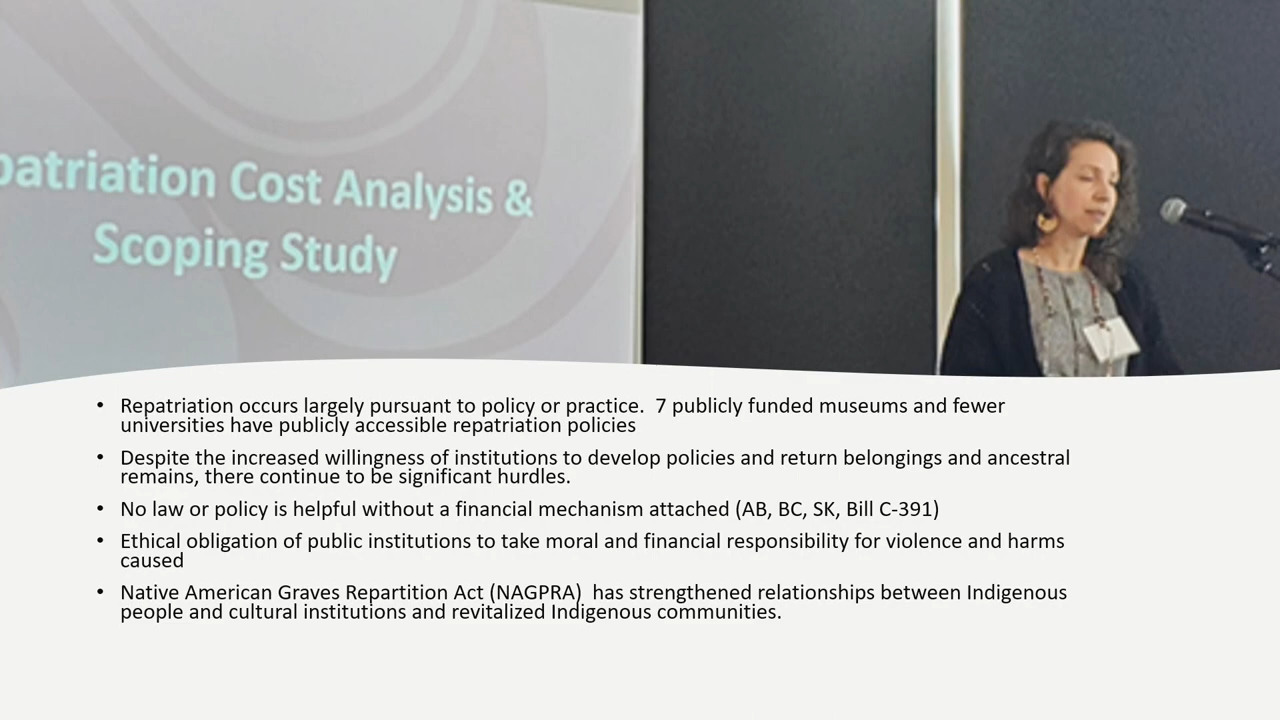 patriation Cost Analysis &
Scoping Study
• Repatriation occurs largely pursuant to policy or practice.  7 publicly funded museums and fewer
universities have publicly accessible repatriation policies
• Despite the increased willingness of institutions to develop policies and return belongings and ancestral
remains, there continue to be significant hurdles.
• No law or policy is helpful without a financial mechanism attached (AB, BC, SK, Bill C-391)
• Ethical obligation of public institutions to take moral and financial responsibility for violence and harms
caused
• Native American Graves Repartition Act (NAGPRA)  has strengthened relationships between Indigenous
people and cultural institutions and revitalized Indigenous communities.